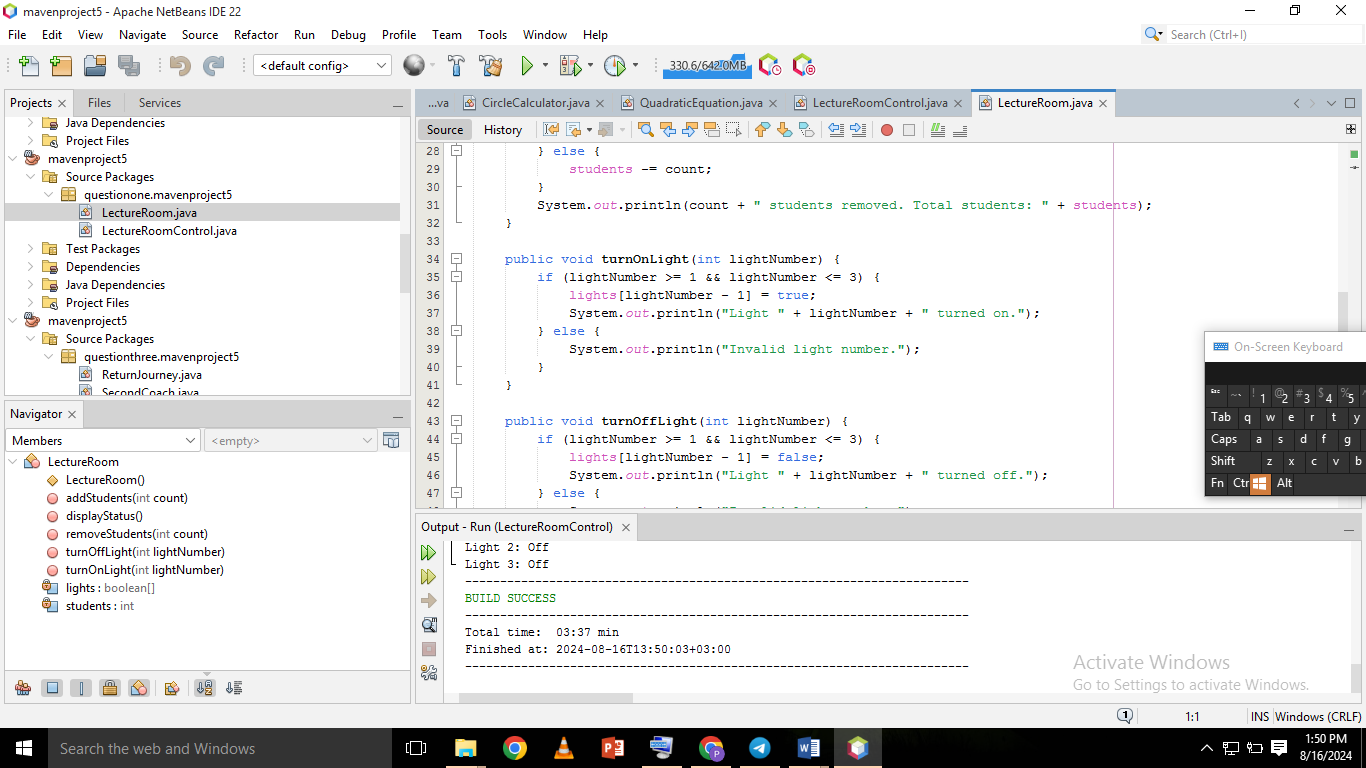 mavenproject5 - Apache NetBeans IDE 22
File Edit View Navigate Source Refactor Run Debug Profile Team Tools Window Help
Search (Ctrl+I)
<default config>
330.6/642.0MB
Projects Files Services
Java Dependencies
Project Files
mavenproject5
Source Packages
questionone.mavenproject5
LectureRoom.java
LectureRoomControl.java
Test Packages
Dependencies
Java Dependencies
Project Files
mavenproject5
Source Packages
questionthree.mavenproject5
ReturnJourney.java
SecondCoach.java
Navigator
Members
<empty>
LectureRoom
LectureRoom()
addStudents(int count)
displayStatus()
removeStudents(int count)
turnOffLight(int lightNumber)
turnOnLight(int lightNumber)
lights : boolean[]
students : int
...va CircleCalculator.java QuadraticEquation.java LectureRoomControl.java LectureRoom.java
Source History
28 } else {
29 students -= count;
30 }
31 System.out.println(count + " students removed. Total students: " + students);
32 }
33
34 public void turnOnLight(int lightNumber) {
35 if (lightNumber >= 1 && lightNumber <= 3) {
36 lights[lightNumber - 1] = true;
37 System.out.println("Light " + lightNumber + " turned on.");
38 } else {
39 System.out.println("Invalid light number.");
40 }
41 }
42
43 public void turnOffLight(int lightNumber) {
44 if (lightNumber >= 1 && lightNumber <= 3) {
45 lights[lightNumber - 1] = false;
46 System.out.println("Light " + lightNumber + " turned off.");
47 } else {
Output - Run (LectureRoomControl)
Light 2: Off
Light 3: Off
------------------------------------------------------------------------
BUILD SUCCESS
------------------------------------------------------------------------
Total time: 03:37 min
Finished at: 2024-08-16T13:50:03+03:00
------------------------------------------------------------------------
On-Screen Keyboard
Esc ~ ` ! 1 @ 2 # 3 $ 4 % 5
Tab q w e r t y
Caps a s d f g
Shift z x c v b
Fn Ctr Alt
Activate Windows
Go to Settings to activate Windows.
1 1:1 INS Windows (CRLF)
Search the web and Windows
1:50 PM
8/16/2024